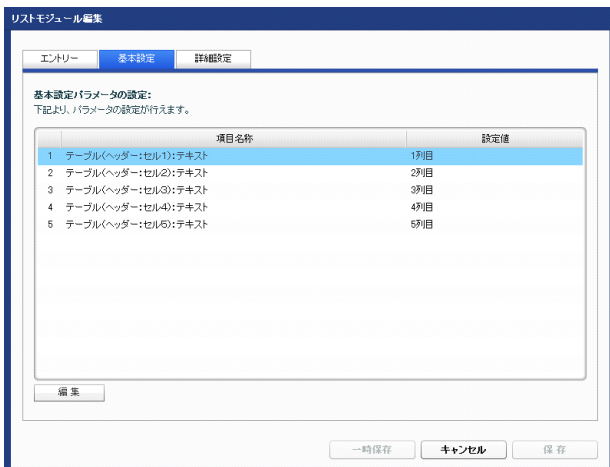 リストモジュール編集
エントリー 基本設定 詳細設定
基本設定パラメータの設定:
下記より、パラメータの設定が行えます。
項目名称 設定値
1 テーブル(ヘッダー:セル1):テキスト 1列目
2 テーブル(ヘッダー:セル2):テキスト 2列目
3 テーブル(ヘッダー:セル3):テキスト 3列目
4 テーブル(ヘッダー:セル4):テキスト 4列目
5 テーブル(ヘッダー:セル5):テキスト 5列目
編集
一時保存 キャンセル 保存